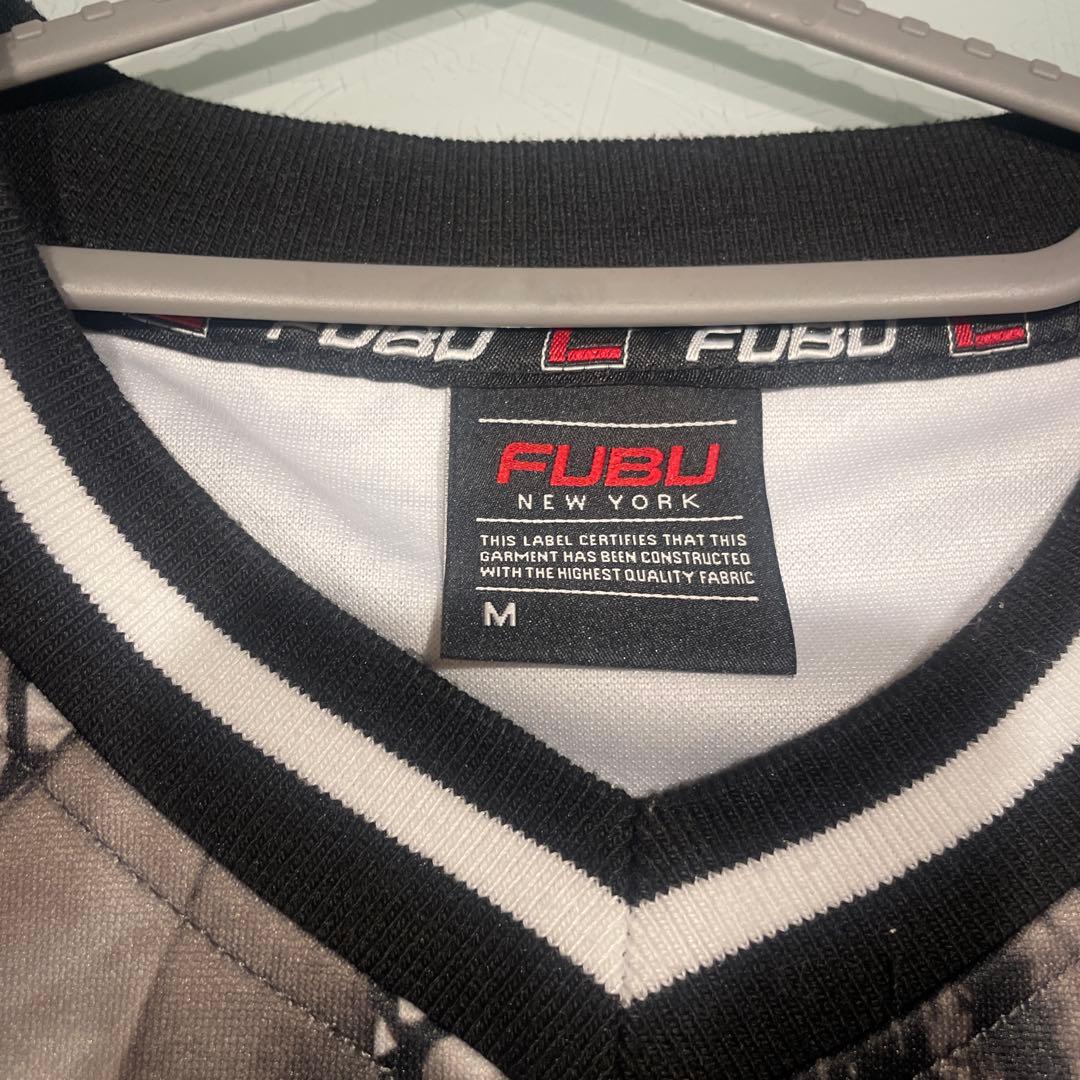 FUBU FUBU
FUBU
NEW YORK
THIS LABEL CERTIFIES THAT THIS
GARMENT HAS BEEN CONSTRUCTED
WITH THE HIGHEST QUALITY FABRIC
M